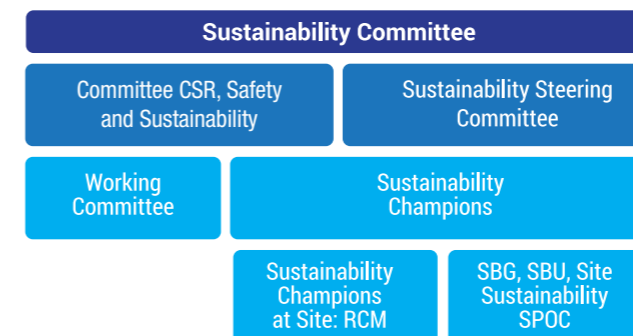 Sustainability Committee
Committee CSR, Safety
and Sustainability
Sustainability Steering
Committee
Working
Committee
Sustainability
Champions
Sustainability
Champions
at Site: RCM
SBG, SBU, Site
Sustainability
SPOC